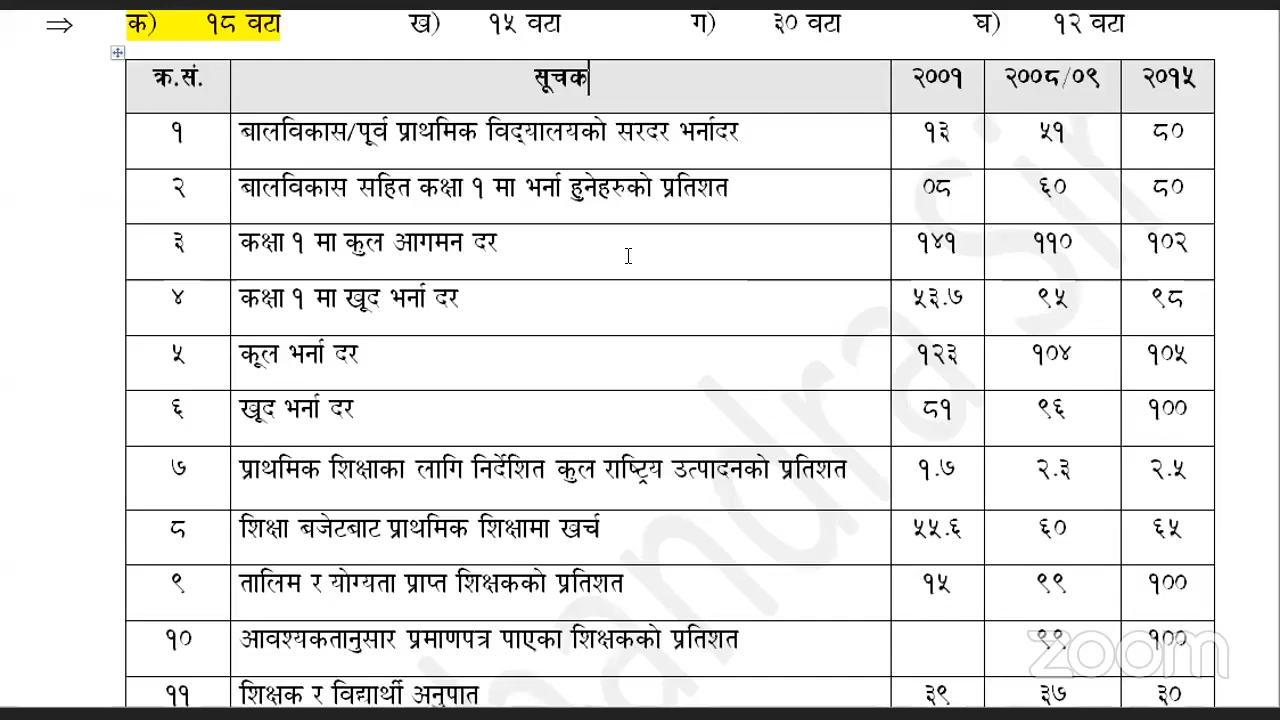 ⇒ क) १८ वटा ख) १५ वटा ग) ३० वटा घ) १२ वटा
क्र.सं. सूचक २००१ २००८/०९ २०१५
१ बालविकास/पूर्व प्राथमिक विद्यालयको सरदर भर्नादर १३ ५१ ८०
२ बालविकास सहित कक्षा १ मा भर्ना हुनेहरुको प्रतिशत ०८ ६० ८०
३ कक्षा १ मा कुल आगमन दर १४१ ११० १०२
४ कक्षा १ मा खूद भर्ना दर ५३.७ ९५ ९८
५ कूल भर्ना दर १२३ १०४ १०५
६ खूद भर्ना दर ८१ ९६ १००
७ प्राथमिक शिक्षाका लागि निर्देशित कुल राष्ट्रिय उत्पादनको प्रतिशत १.७ २.३ २.५
८ शिक्षा बजेटबाट प्राथमिक शिक्षामा खर्च ५५.६ ६० ६५
९ तालिम र योग्यता प्राप्त शिक्षकको प्रतिशत १५ ९९ १००
१० आवश्यकतानुसार प्रमाणपत्र पाएका शिक्षकको प्रतिशत ९९ १००
११ शिक्षक र विद्यार्थी अनुपात ३९ ३७ ३०
handra Sir
zoom